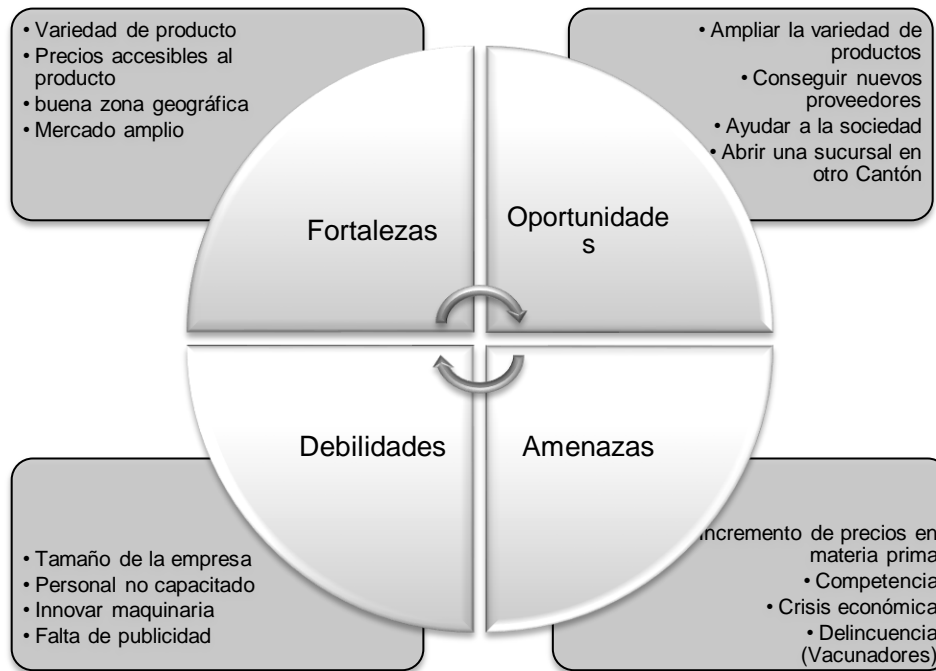 • Variedad de producto
• Precios accesibles al
producto
• buena zona geográfica
• Mercado amplio
• Ampliar la variedad de
productos
• Conseguir nuevos
proveedores
• Ayudar a la sociedad
• Abrir una sucursal en
otro Cantón
Fortalezas
Oportunidade
s
Debilidades
Amenazas
• Tamaño de la empresa
• Personal no capacitado
• Innovar maquinaria
• Falta de publicidad
Incremento de precios en
materia prima
• Competencia
• Crisis económica
• Delincuencia
(Vacunadores)